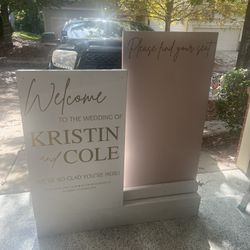 Welcome
TO THE WEDDING OF
KRISTIN
and COLE
WE'RE SO GLAD YOU'RE HERE!
Please find your seat